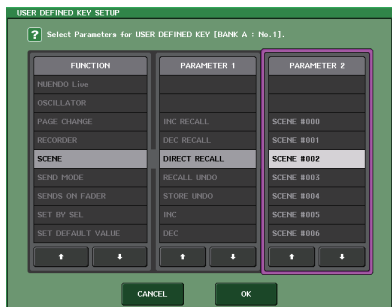 USER DEFINED KEY SETUP
? Select Parameters for USER DEFINED KEY [BANK A : No.1].
FUNCTION
NUENDO Live
OSCILLATOR
PAGE CHANGE
RECORDER
SCENE
SEND MODE
SENDS ON FADER
SET BY SEL
SET DEFAULT VALUE
PARAMETER 1
INC RECALL
DEC RECALL
DIRECT RECALL
RECALL UNDO
STORE UNDO
INC
DEC
PARAMETER 2
SCENE #000
SCENE #001
SCENE #002
SCENE #003
SCENE #004
SCENE #005
SCENE #006
CANCEL
OK